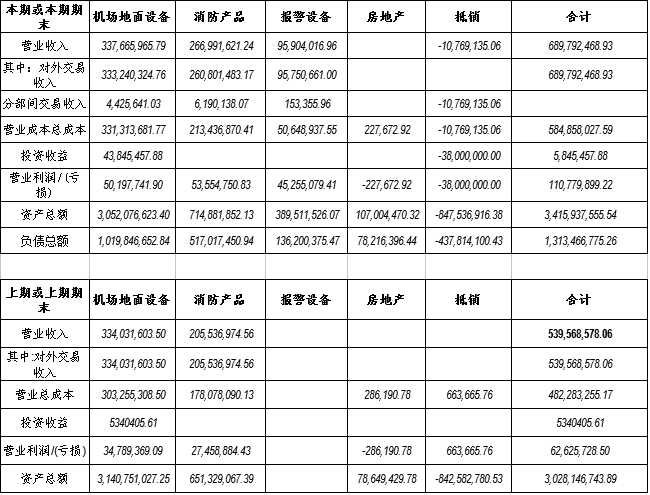 本期或本期期末 机场地面设备 消防产品 报警设备 房地产 抵销 合计
营业收入 337,665,965.79 266,991,621.24 95,904,016.96 -10,769,135.06 689,792,468.93
其中：对外交易收入 333,240,324.76 260,801,483.17 95,750,661.00 689,792,468.93
分部间交易收入 4,425,641.03 6,190,138.07 153,355.96 -10,769,135.06
营业成本总成本 331,313,681.77 213,436,870.41 50,648,937.55 227,672.92 -10,769,135.06 584,858,027.59
投资收益 43,845,457.88 -38,000,000.00 5,845,457.88
营业利润/(亏损) 50,197,741.90 53,554,750.83 45,255,079.41 -227,672.92 -38,000,000.00 110,779,899.22
资产总额 3,052,076,623.40 714,881,852.13 389,511,526.07 107,004,470.32 -847,536,916.38 3,415,937,555.54
负债总额 1,019,846,652.84 517,017,450.94 136,200,375.47 78,216,396.44 -437,814,100.43 1,313,466,775.26
上期或上期期末 机场地面设备 消防产品 报警设备 房地产 抵销 合计
营业收入 334,031,603.50 205,536,974.56 539,568,578.06
其中:对外交易收入 334,031,603.50 205,536,974.56 539,568,578.06
营业总成本 303,255,308.50 178,078,090.13 286,190.78 663,665.76 482,283,255.17
投资收益 5340405.61 5340405.61
营业利润/(亏损) 34,789,369.09 27,458,884.43 -286,190.78 663,665.76 62,625,728.50
资产总额 3,140,751,027.25 651,329,067.39 78,649,429.78 -842,582,780.53 3,028,146,743.89